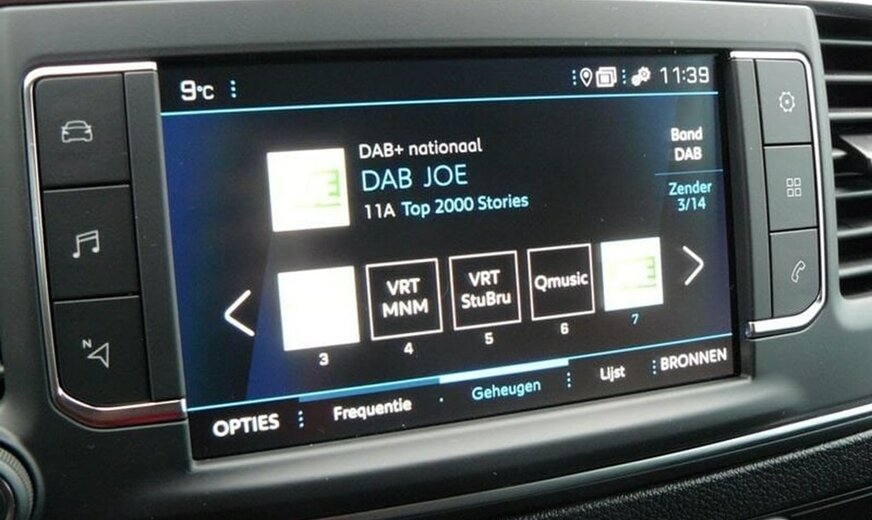 9°C
11:39
DAB+ nationaal
DAB JOE
11A Top 2000 Stories
Band
DAB
Zender
3/14
VRT
MNM
VRT
StuBru
Qmusic
3
4
5
6
7
OPTIES
Frequentie
Geheugen
Lijst
BRONNEN
N